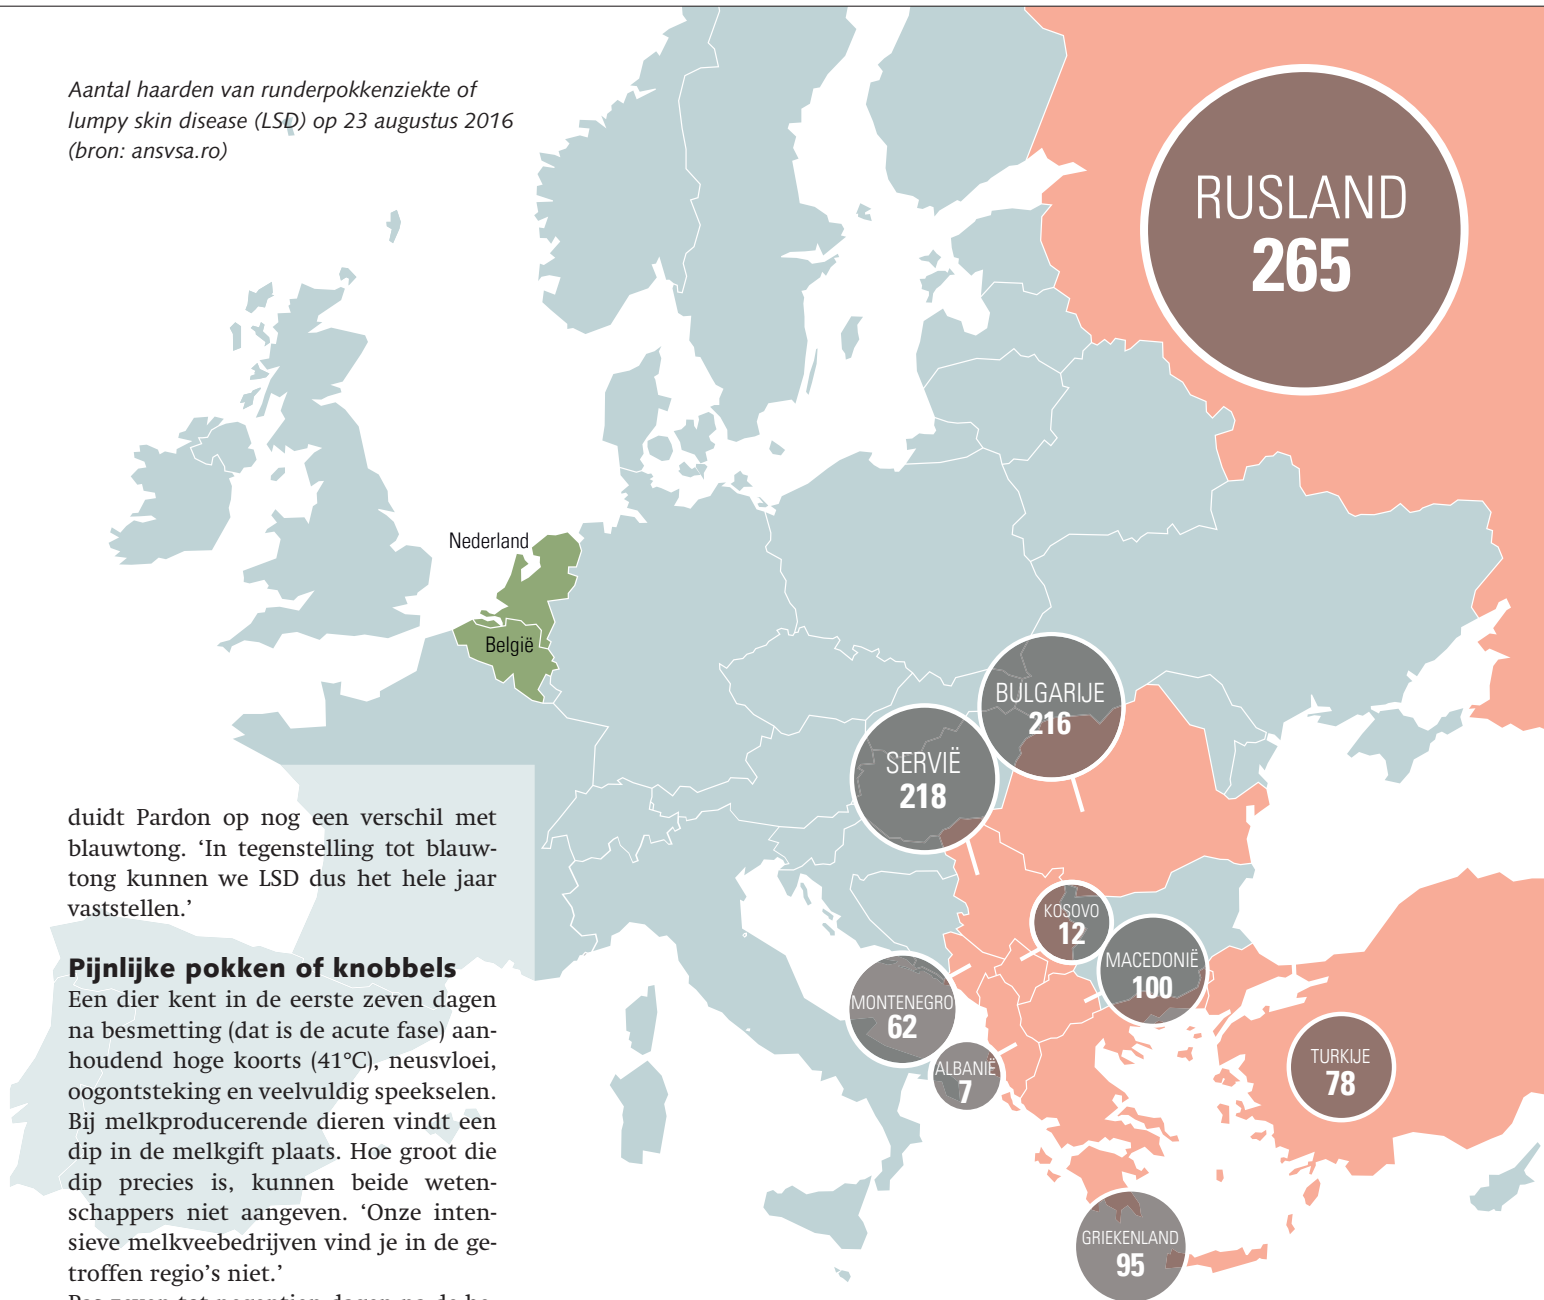 Aantal haarden van runderpokkenziekte of
lumpy skin disease (LSD) op 23 augustus 2016
(bron: ansvsa.ro)
RUSLAND
265
Nederland
België
BULGARIJE
216
SERVIË
218
KOSOVO
12
MACEDONIË
100
MONTENEGRO
62
ALBANIË
7
TURKIJE
78
GRIEKENLAND
95
duidt Pardon op nog een verschil met
blauwtong. ‘In tegenstelling tot blauw-
tong kunnen we LSD dus het hele jaar
vaststellen.’
Pijnlijke pokken of knobbels
Een dier kent in de eerste zeven dagen
na besmetting (dat is de acute fase) aan-
houdend hoge koorts (41°C), neusvloei,
oogontsteking en veelvuldig speekselen.
Bij melkproducerende dieren vindt een
dip in de melkgift plaats. Hoe groot die
dip precies is, kunnen beide weten-
schappers niet aangeven. ‘Onze inten-
sieve melkveebedrijven vind je in de ge-
troffen regio's niet.’